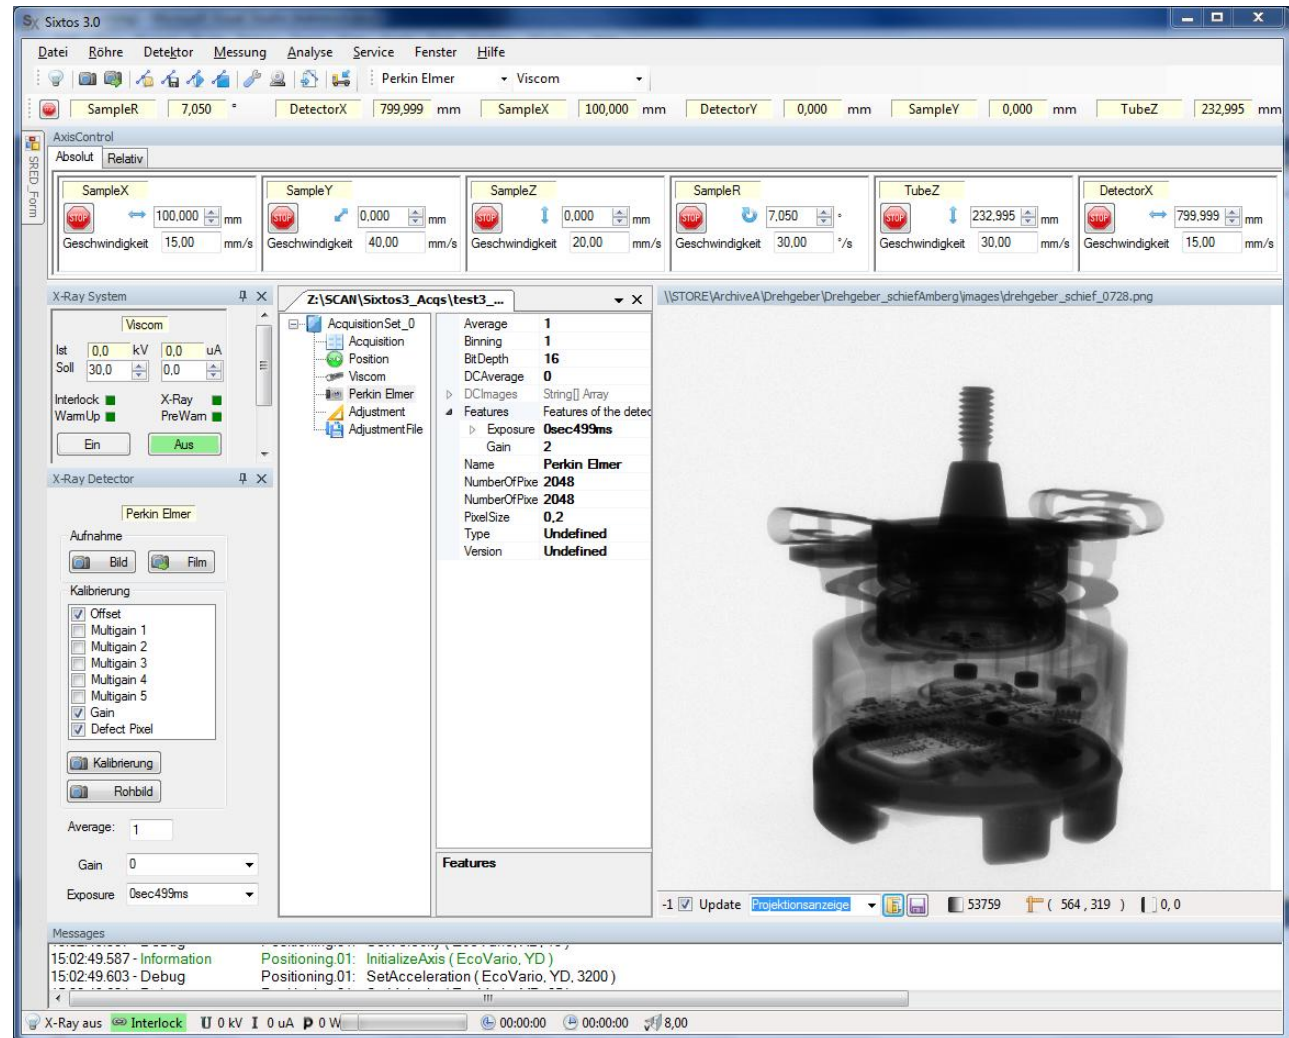 Sixtos 3.0
Datei Röhre Detektor Messung Analyse Service Fenster Hilfe
Perkin Elmer Viscom
SampleR 7,050 ° DetectorX 799,999 mm SampleX 100,000 mm DetectorY 0,000 mm SampleY 0,000 mm TubeZ 232,995 mm
SRED_Form
AxisControl
Absolut Relativ
SampleX SampleY SampleZ SampleR TubeZ DetectorX
STOP 100,000 mm STOP 0,000 mm STOP 0,000 mm STOP 7,050 ° STOP 232,995 mm STOP 799,999 mm
Geschwindigkeit 15,00 mm/s Geschwindigkeit 40,00 mm/s Geschwindigkeit 20,00 mm/s Geschwindigkeit 30,00 °/s Geschwindigkeit 30,00 mm/s Geschwindigkeit 15,00 mm/s
X-Ray System
Viscom
Ist 0,0 kV 0,0 uA
Soll 30,0 0,0
Interlock X-Ray
WarmUp PreWarn
Ein Aus
X-Ray Detector
Perkin Elmer
Aufnahme
Bild Film
Kalibrierung
Offset
Multigain 1
Multigain 2
Multigain 3
Multigain 4
Multigain 5
Gain
Defect Pixel
Kalibrierung
Rohbild
Average: 1
Gain 0
Exposure 0sec499ms
Z:\SCAN\Sixtos3_Acqs\test3_...
AcquisitionSet_0
Acquisition
Position
Viscom
Perkin Elmer
Adjustment
AdjustmentFile
Average 1
Binning 1
BitDepth 16
DCAverage 0
DCImages String[] Array
Features Features of the detec
Exposure 0sec499ms
Gain 2
Name Perkin Elmer
NumberOfPixe 2048
NumberOfPixe 2048
PixelSize 0,2
Type Undefined
Version Undefined
Features
\\STORE\ArchiveA\Drehgeber\Drehgeber_schiefAmberg\images\drehgeber_schief_0728.png
-1 Update Projektionsanzeige 53759 ( 564 , 319 ) 0, 0
Messages
15:02:49.587 - Information Positioning.01: InitializeAxis ( EcoVario, YD )
15:02:49.603 - Debug Positioning.01: SetAcceleration ( EcoVario, YD, 3200 )
X-Ray aus Interlock U 0 kV I 0 uA P 0 W 00:00:00 00:00:00 8,00